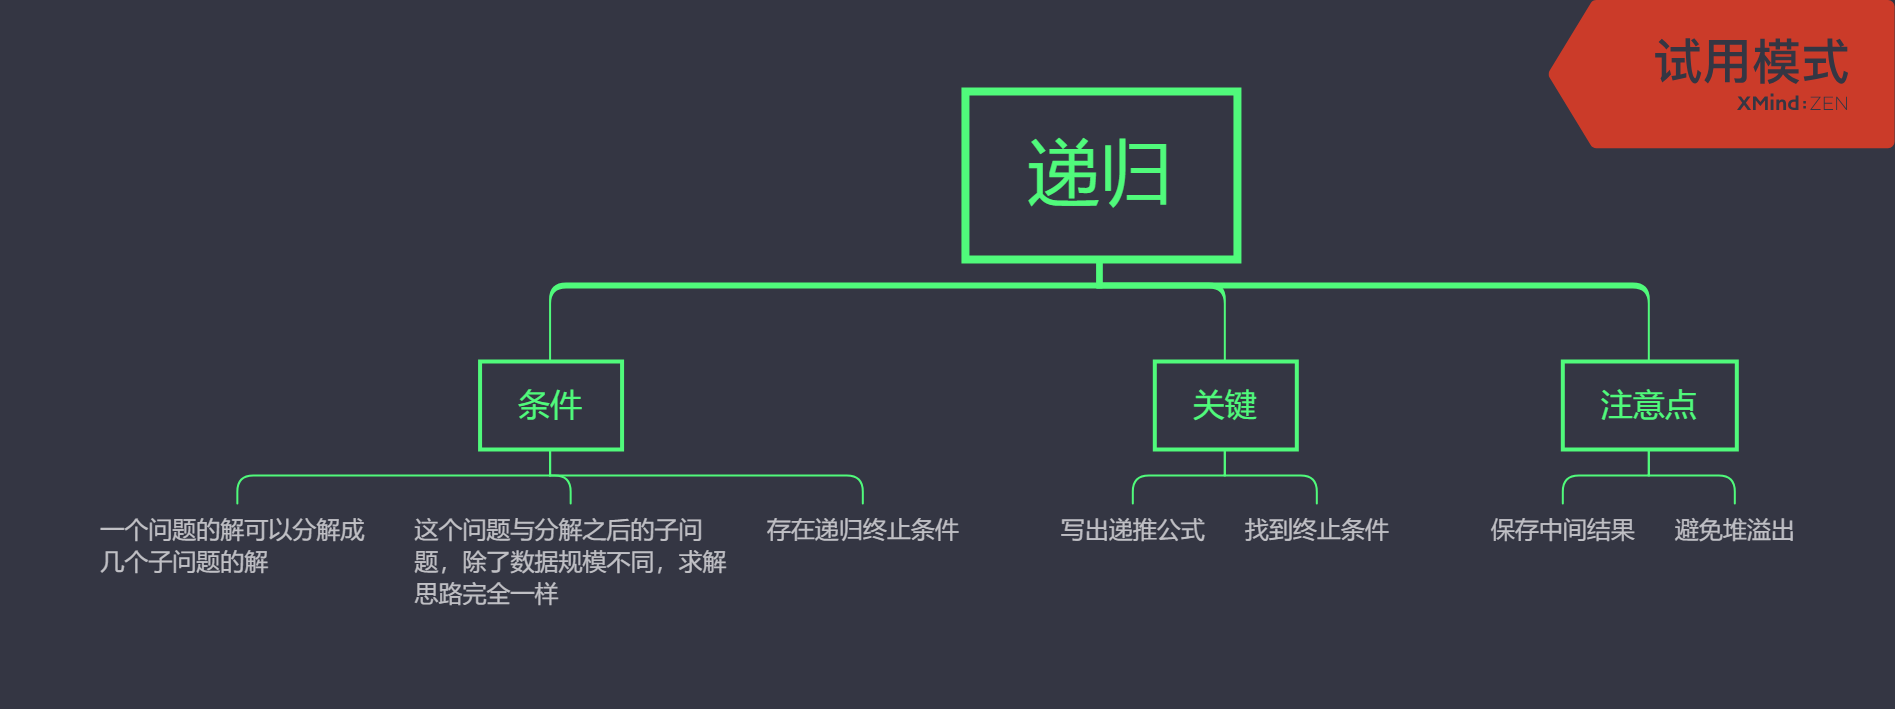 试用模式
XMind:ZEN
递归
条件
关键
注意点
一个问题的解可以分解成
几个子问题的解
这个问题与分解之后的子问
题，除了数据规模不同，求解
思路完全一样
存在递归终止条件
写出递推公式
找到终止条件
保存中间结果
避免堆溢出